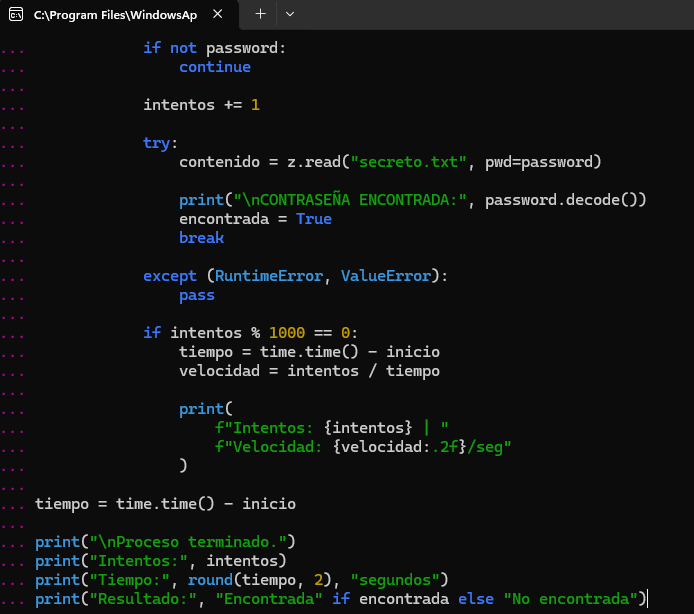 C:\Program Files\WindowsAp
...             if not password:
...                 continue
...
...             intentos += 1
...
...             try:
...                 contenido = z.read("secreto.txt", pwd=password)
...
...                 print("\nCONTRASEÑA ENCONTRADA:", password.decode())
...                 encontrada = True
...                 break
...
...             except (RuntimeError, ValueError):
...                 pass
...
...             if intentos % 1000 == 0:
...                 tiempo = time.time() - inicio
...                 velocidad = intentos / tiempo
...
...                 print(
...                     f"Intentos: {intentos} | "
...                     f"Velocidad: {velocidad:.2f}/seg"
...                 )
...
... tiempo = time.time() - inicio
...
... print("\nProceso terminado.")
... print("Intentos:", intentos)
... print("Tiempo:", round(tiempo, 2), "segundos")
... print("Resultado:", "Encontrada" if encontrada else "No encontrada")